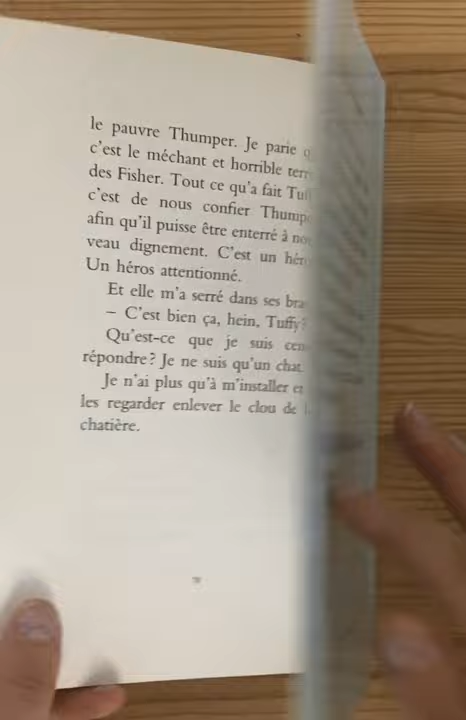 le pauvre Thumper. Je parie
c'est le méchant et horrible
des Fisher. Tout ce qu'a fait
c'est de nous confier
afin qu'il puisse être enterré à
veau dignement. C'est un
Un héros attentionné.
Et elle m'a serré dans ses
– C'est bien ça, hein, Tuffy?
Qu'est-ce que je suis
répondre? Je ne suis qu'un chat.
Je n'ai plus qu'à m'installer et
les regarder enlever le clou de
chatière.